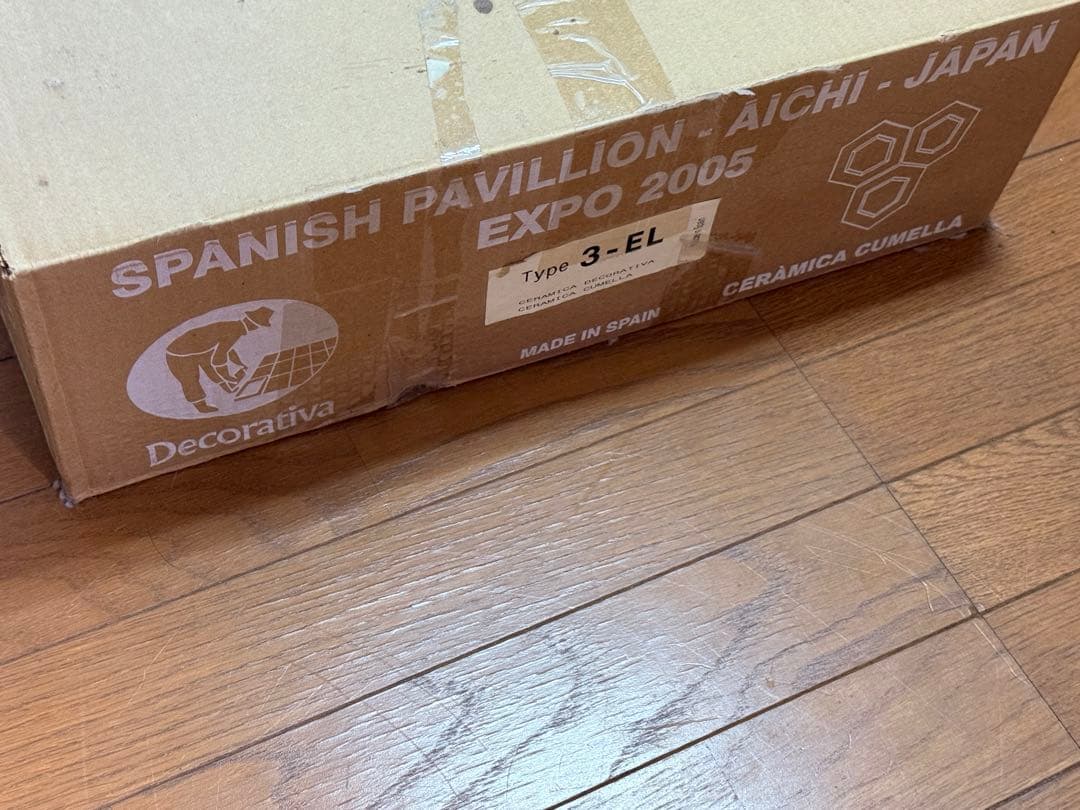 SPANISH PAVILLION - AICHI - JAPAN
EXPO 2005
Type 3-EL
CERAMICA DECORATIVA
CERAMICA CUMELLA
MADE IN SPAIN
CERÀMICA CUMELLA
Decorativa